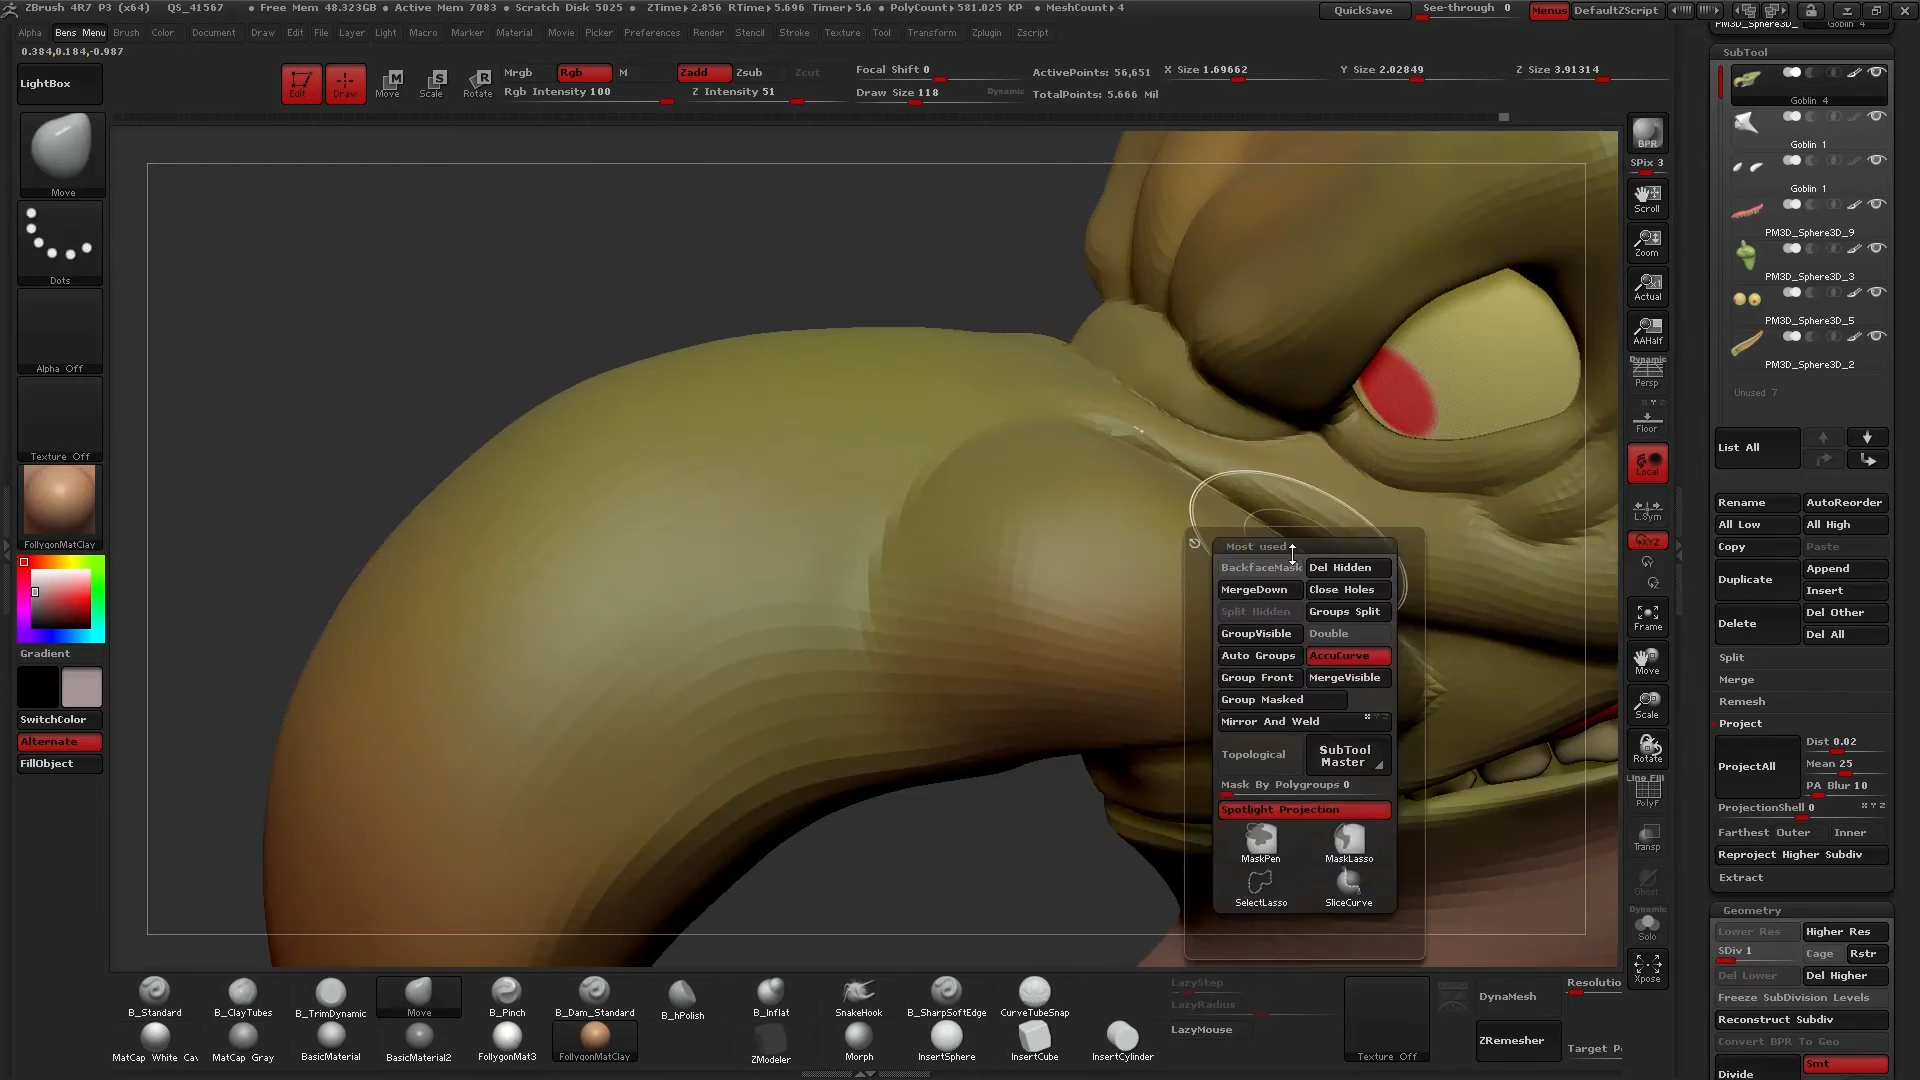 ZBrush 4R7 P3 (x64) QS_41567 • Free Mem 48.323GB • Active Mem 7083 • Scratch Disk 5025 • ZTime▸2.856 RTime▸5.696 Timer▸5.6 • PolyCount▸581.025 KP • MeshCount▸4
QuickSave See-through 0 Menus DefaultZScript
Alpha Bens Menu Brush Color Document Draw Edit File Layer Light Macro Marker Material Movie Picker Preferences Render Stencil Stroke Texture Tool Transform Zplugin Zscript
0.384,0.184,-0.987
LightBox
Edit Draw Move Scale Rotate
Mrgb Rgb M Zadd Zsub Zcut
Rgb Intensity 100 Z Intensity 51
Focal Shift 0
Draw Size 118 Dynamic
ActivePoints: 56,651
TotalPoints: 5.666 Mil
X Size 1.69662 Y Size 2.02849 Z Size 3.91314
Move
Dots
Alpha Off
Texture Off
FollygonMatClay
Gradient
SwitchColor
Alternate
FillObject
Most used
BackfaceMask Del Hidden
MergeDown Close Holes
Split Hidden Groups Split
GroupVisible Double
Auto Groups AccuCurve
Group Front MergeVisible
Group Masked
Mirror And Weld
Topological SubTool Master
Mask By Polygroups 0
Spotlight Projection
MaskPen MaskLasso
SelectLasso SliceCurve
BPR
SPix 3
Scroll
Zoom
Actual
AAHalf
Dynamic
Persp
Floor
Local
L.Sym
XYZ
Frame
Move
Scale
Rotate
Line Fill
PolyF
Transp
Ghost
Dynamic
Solo
Xpose
PM3D_Sphere3D_ Goblin 4
SubTool
Goblin 4
Goblin 1
Goblin 1
PM3D_Sphere3D_9
PM3D_Sphere3D_3
PM3D_Sphere3D_5
PM3D_Sphere3D_2
Unused 7
List All
Rename AutoReorder
All Low All High
Copy Paste
Duplicate Append
Insert
Delete Del Other
Del All
Split
Merge
Remesh
Project
ProjectAll Dist 0.02
Mean 25
PA Blur 10
ProjectionShell 0
Farthest Outer Inner
Reproject Higher Subdiv
Extract
Geometry
Lower Res Higher Res
SDiv 1 Cage Rstr
Del Lower Del Higher
Freeze SubDivision Levels
Reconstruct Subdiv
Convert BPR To Geo
Divide Smt
B_Standard B_ClayTubes B_TrimDynamic Move B_Pinch B_Dam_Standard B_hPolish B_Inflat SnakeHook B_SharpSoftEdge CurveTubeSnap
MatCap White Cav MatCap Gray BasicMaterial BasicMaterial2 FollygonMat3 FollygonMatClay ZModeler Morph InsertSphere InsertCube InsertCylinder
LazyStep
LazyRadius
LazyMouse
Texture Off
DynaMesh Resolutio
ZRemesher Target Po